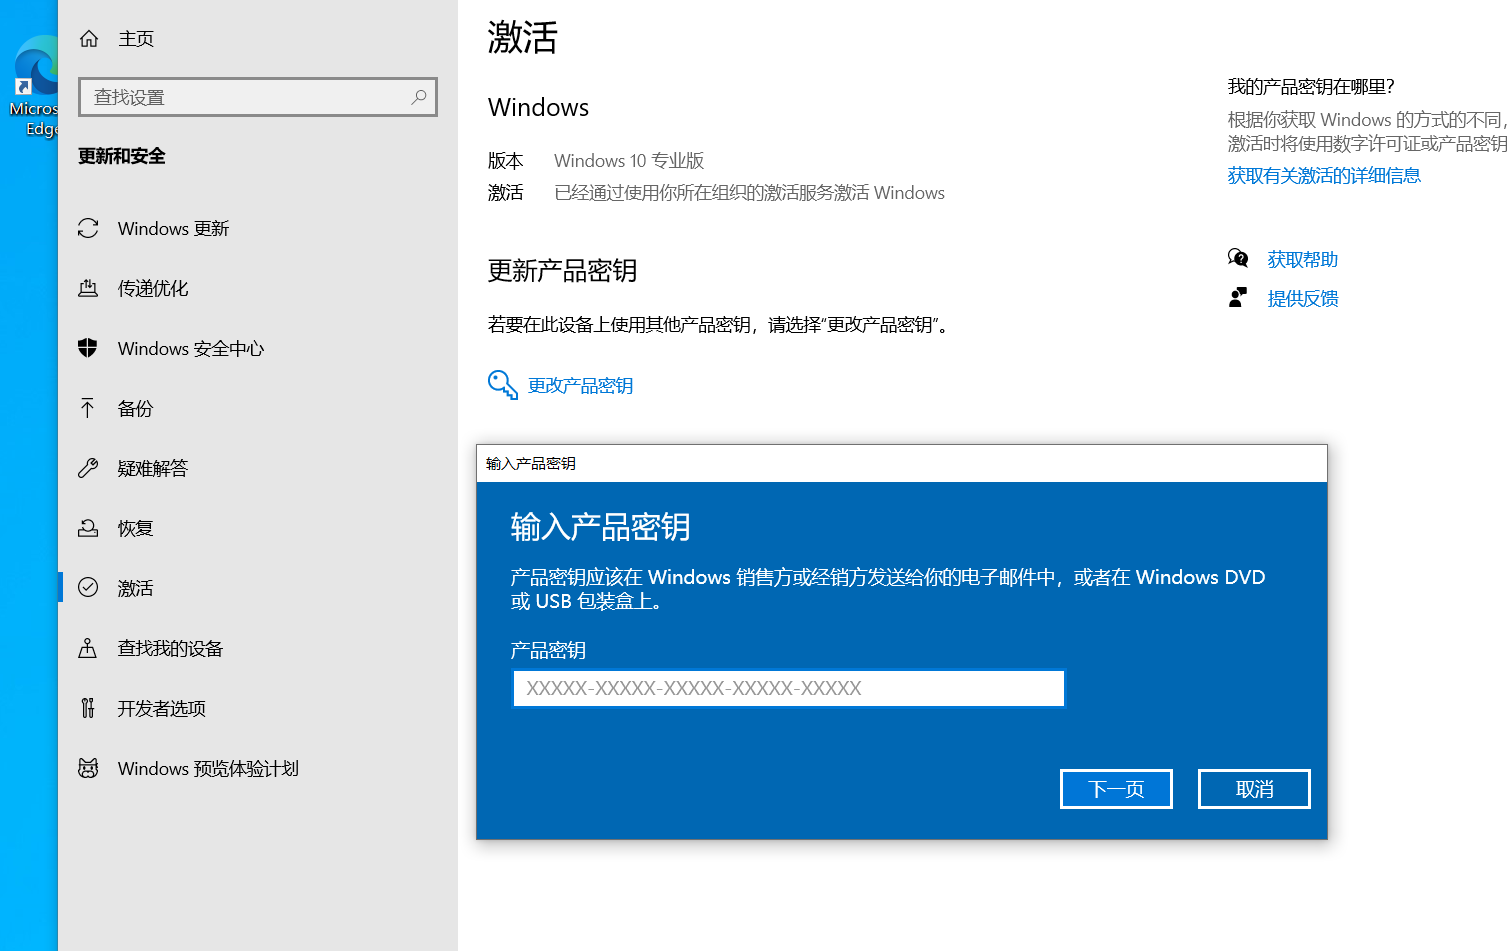 Micros
Edge
主页
查找设置
更新和安全
Windows 更新
传递优化
Windows 安全中心
备份
疑难解答
恢复
激活
查找我的设备
开发者选项
Windows 预览体验计划
激活
Windows
版本 Windows 10 专业版
激活 已经通过使用你所在组织的激活服务激活 Windows
更新产品密钥
若要在此设备上使用其他产品密钥，请选择“更改产品密钥”。
更改产品密钥
输入产品密钥
输入产品密钥
产品密钥应该在 Windows 销售方或经销方发送给你的电子邮件中，或者在 Windows DVD
或 USB 包装盒上。
产品密钥
XXXXX-XXXXX-XXXXX-XXXXX-XXXXX
下一页
取消
我的产品密钥在哪里?
根据你获取 Windows 的方式的不同，
激活时将使用数字许可证或产品密钥
获取有关激活的详细信息
获取帮助
提供反馈